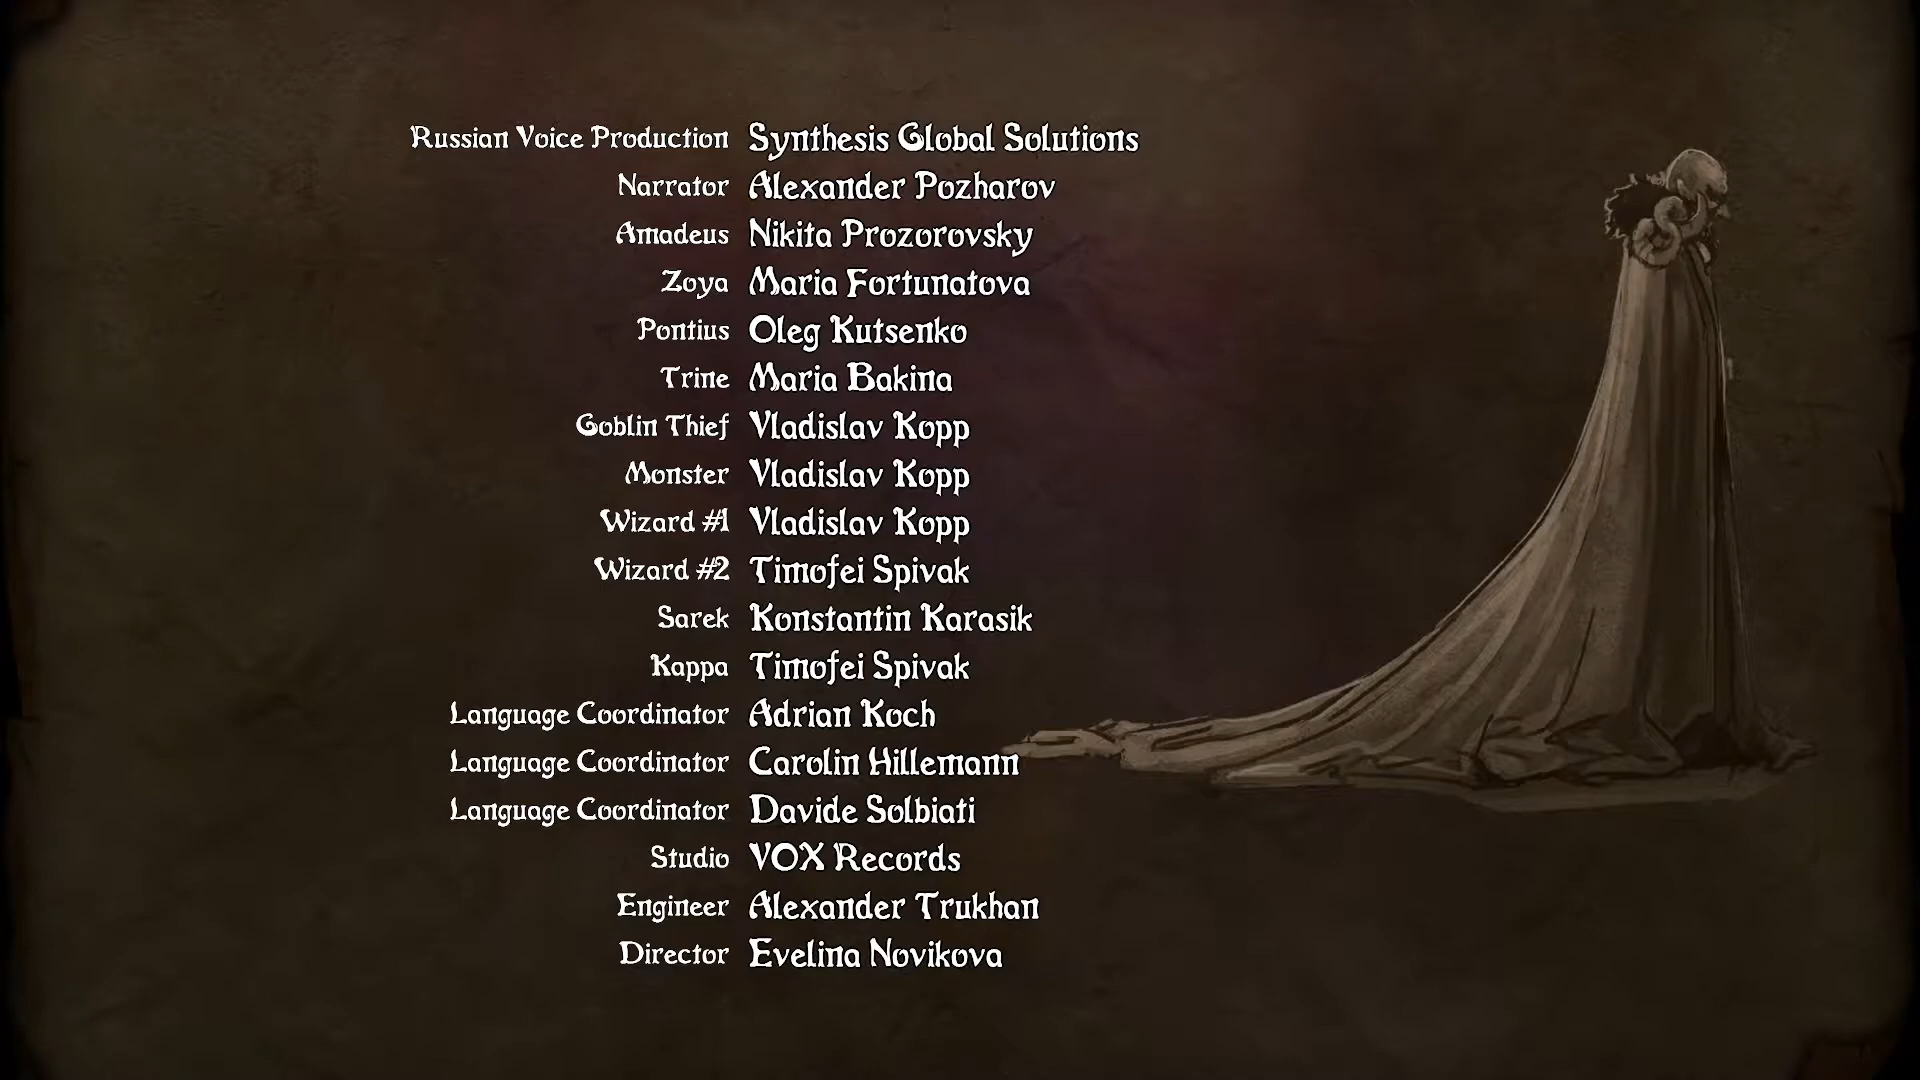 Russian Voice Production Synthesis Global Solutions
Narrator Alexander Pozharov
Amadeus Nikita Prozorovsky
Zoya Maria Fortunatova
Pontius Oleg Kutsenko
Trine Maria Bakina
Goblin Thief Vladislav Kopp
Monster Vladislav Kopp
Wizard #1 Vladislav Kopp
Wizard #2 Timofei Spivak
Sarek Konstantin Karasik
Kappa Timofei Spivak
Language Coordinator Adrian Koch
Language Coordinator Carolin Hillemann
Language Coordinator Davide Solbiati
Studio VOX Records
Engineer Alexander Trukhan
Director Evelina Novikova